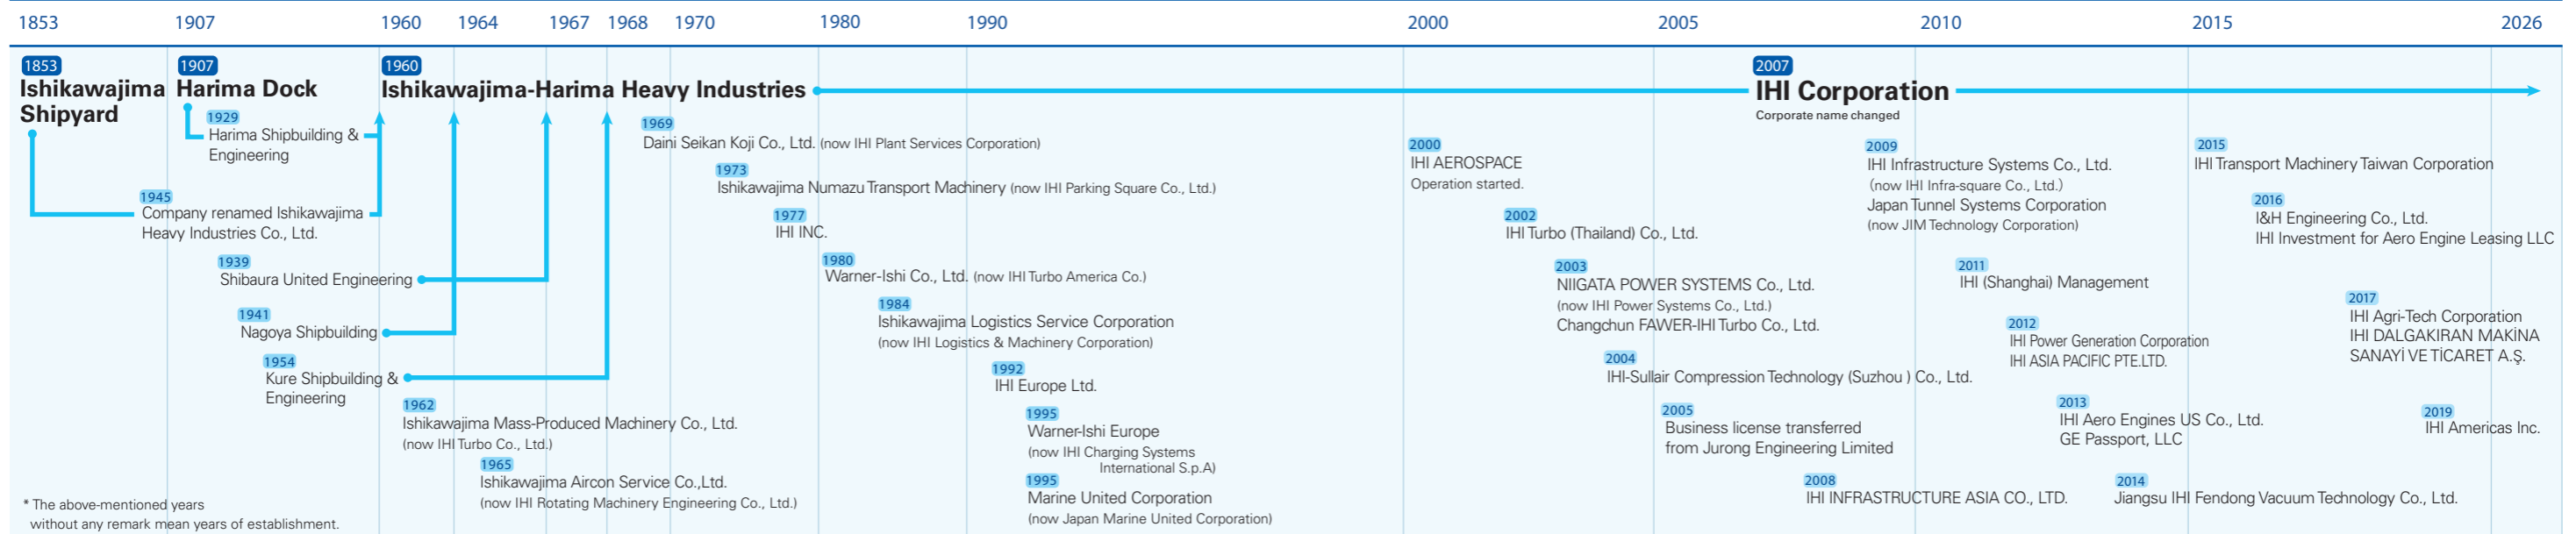 1853 1907 1960 1964 1967 1968 1970 1980 1990 2000 2005 2010 2015 2026
1853
Ishikawajima
Shipyard
1907
Harima Dock
1929
Harima Shipbuilding &
Engineering
1945
Company renamed Ishikawajima
Heavy Industries Co., Ltd.
1939
Shibaura United Engineering
1941
Nagoya Shipbuilding
1954
Kure Shipbuilding &
Engineering
1960
Ishikawajima-Harima Heavy Industries
1962
Ishikawajima Mass-Produced Machinery Co., Ltd.
(now IHI Turbo Co., Ltd.)
1965
Ishikawajima Aircon Service Co.,Ltd.
(now IHI Rotating Machinery Engineering Co., Ltd.)
1969
Daini Seikan Koji Co., Ltd. (now IHI Plant Services Corporation)
1973
Ishikawajima Numazu Transport Machinery (now IHI Parking Square Co., Ltd.)
1977
IHI INC.
1980
Warner-Ishi Co., Ltd. (now IHI Turbo America Co.)
1984
Ishikawajima Logistics Service Corporation
(now IHI Logistics & Machinery Corporation)
1992
IHI Europe Ltd.
1995
Warner-Ishi Europe
(now IHI Charging Systems
International S.p.A)
1995
Marine United Corporation
(now Japan Marine United Corporation)
2000
IHI AEROSPACE
Operation started.
2002
IHI Turbo (Thailand) Co., Ltd.
2003
NIIGATA POWER SYSTEMS Co., Ltd.
(now IHI Power Systems Co., Ltd.)
Changchun FAWER-IHI Turbo Co., Ltd.
2004
IHI-Sullair Compression Technology (Suzhou ) Co., Ltd.
2005
Business license transferred
from Jurong Engineering Limited
2007
IHI Corporation
Corporate name changed
2008
IHI INFRASTRUCTURE ASIA CO., LTD.
2009
IHI Infrastructure Systems Co., Ltd.
(now IHI Infra-square Co., Ltd.)
Japan Tunnel Systems Corporation
(now JIM Technology Corporation)
2011
IHI (Shanghai) Management
2012
IHI Power Generation Corporation
IHI ASIA PACIFIC PTE.LTD.
2013
IHI Aero Engines US Co., Ltd.
GE Passport, LLC
2014
Jiangsu IHI Fendong Vacuum Technology Co., Ltd.
2015
IHI Transport Machinery Taiwan Corporation
2016
I&H Engineering Co., Ltd.
IHI Investment for Aero Engine Leasing LLC
2017
IHI Agri-Tech Corporation
IHI DALGAKIRAN MAKİNA
SANAYİ VE TİCARET A.Ş.
2019
IHI Americas Inc.
* The above-mentioned years
without any remark mean years of establishment.